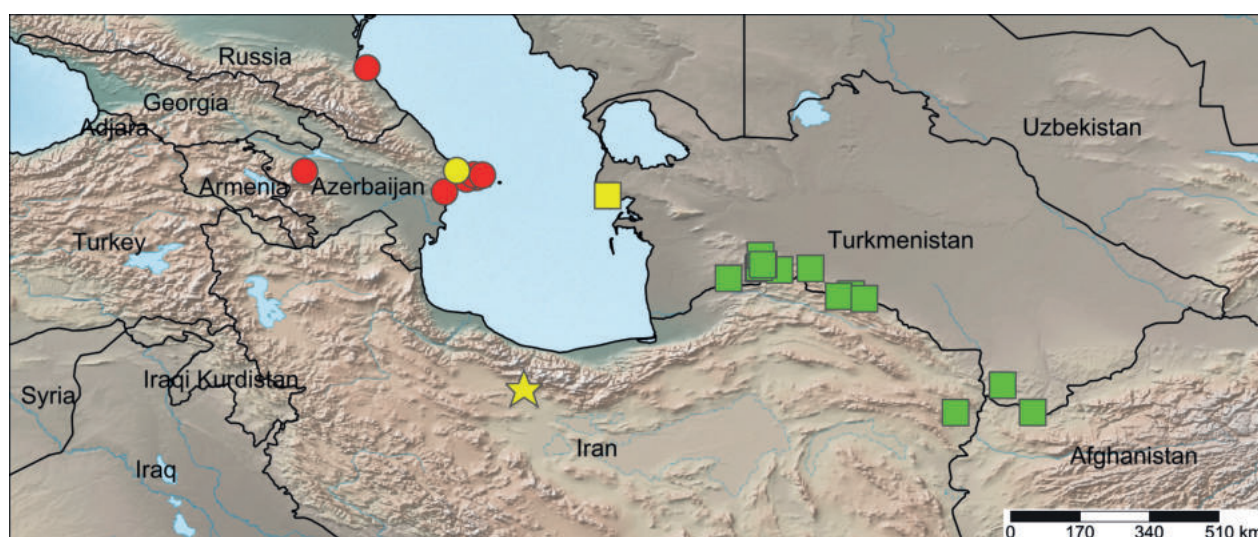 Russia
Georgia
Adjara
Uzbekistan
Armenia
Azerbaijan
Turkey
Turkmenistan
Syria
Iraqi Kurdistan
Iran
Iraq
Afghanistan
0 170 340 510 km